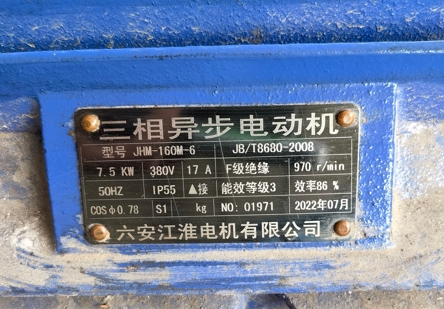 三相异步电动机
型号 JHM-160M-6 JB/T8680-2008
7.5 KW 380V 17 A F级绝缘 970 r/min
50HZ IP55 ▲接 能效等级3 效率86 %
COSφ0.78 S1 kg NO: 01971 2022年07月
六安江淮电机有限公司